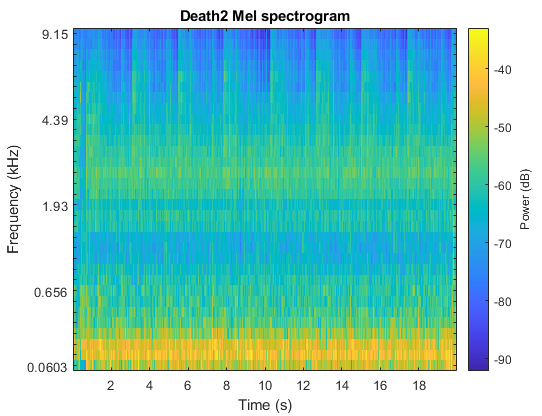 Death2 Mel spectrogram
9.15
4.39
1.93
0.656
0.0603
Frequency (kHz)
2 4 6 8 10 12 14 16 18
Time (s)
-40
-50
-60
-70
-80
-90
Power (dB)